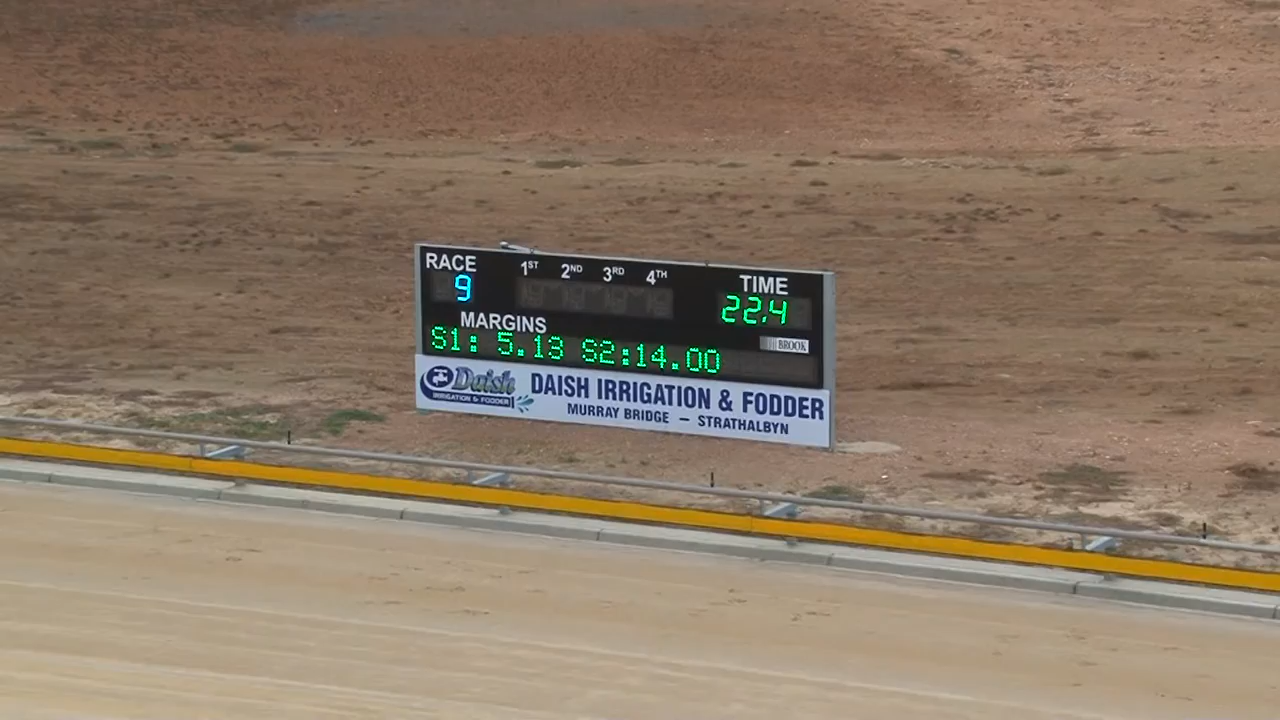 RACE 1ST 2ND 3RD 4TH TIME
9 22.4
MARGINS
BROOK
S1: 5.13 S2:14.00
Daish
IRRIGATION & FODDER
DAISH IRRIGATION & FODDER
MURRAY BRIDGE – STRATHALBYN